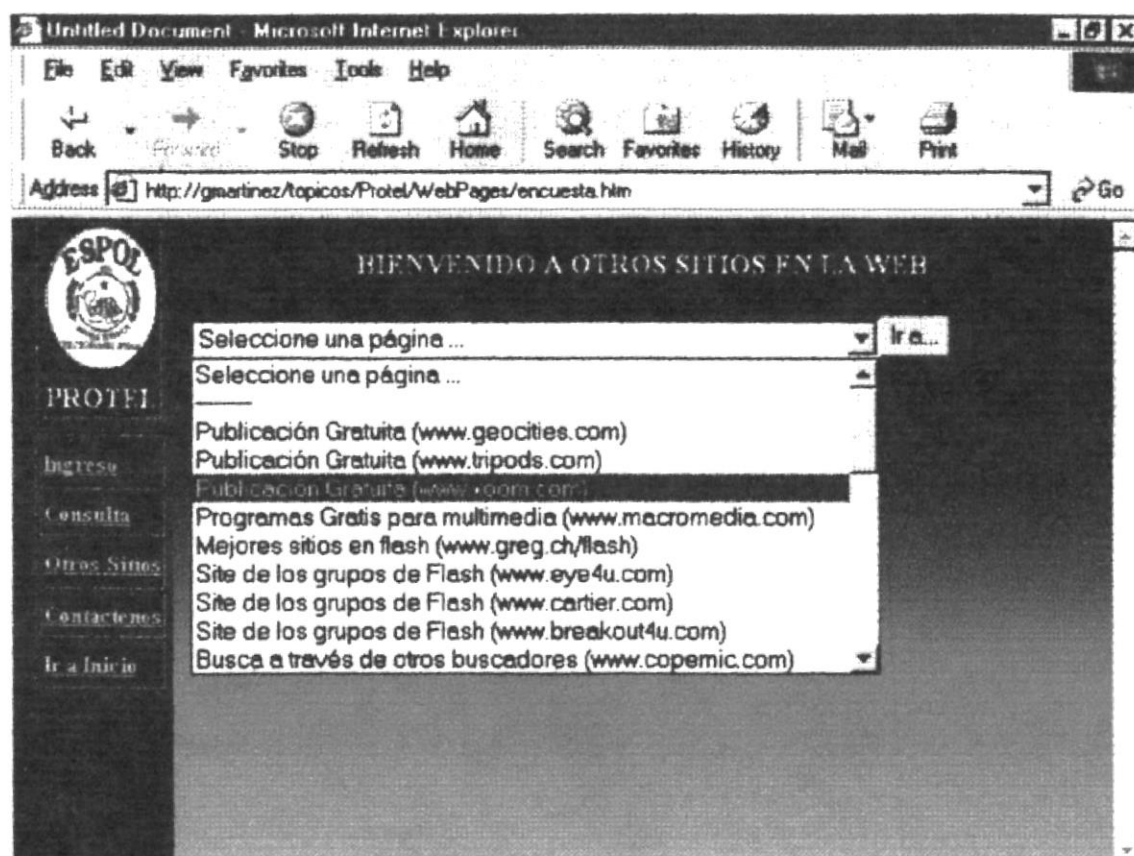 Untitled Document - Microsoft Internet Explorer
File Edit View Favorites Tools Help
Back Forward Stop Refresh Home Search Favorites History Mail Print
Address http://gmartinez/topicos/Protel/WebPages/encuesta.htm Go
ESPOL
BIENVENIDO A OTROS SITIOS EN LA WEB
Seleccione una página ... Ir a...
Seleccione una página ...
PROTEL
Publicación Gratuita (www.geocities.com)
Publicación Gratuita (www.tripods.com)
Publicación Gratuita (www.xoom.com)
Programas Gratis para multimedia (www.macromedia.com)
Mejores sitios en flash (www.greg.ch/flash)
Site de los grupos de Flash (www.eye4u.com)
Site de los grupos de Flash (www.cartier.com)
Site de los grupos de Flash (www.breakout4u.com)
Busca a través de otros buscadores (www.copernic.com)
Ingreso
Consulta
Otros Sitios
Contactenos
Ir a Inicio